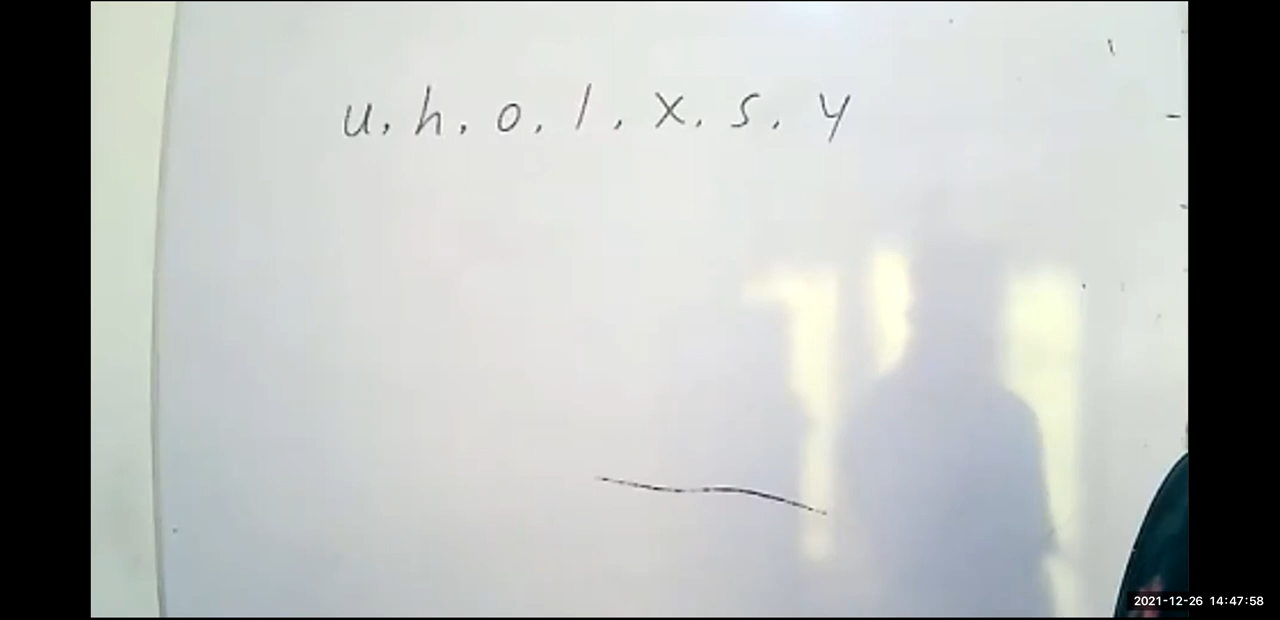 u, h, o, l, x, s, y
2021-12-26 14:47:58